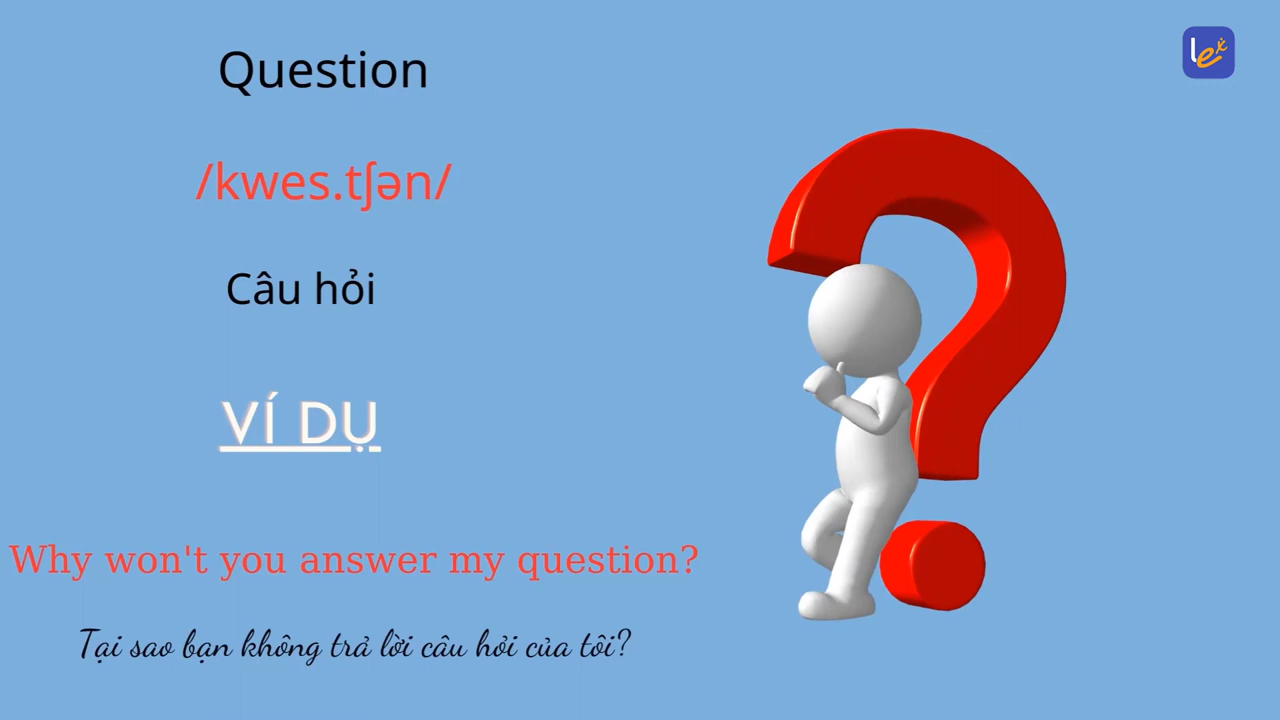 Question
/kwes.tʃən/
Câu hỏi
VÍ DỤ
Why won't you answer my question?
Tại sao bạn không trả lời câu hỏi của tôi?